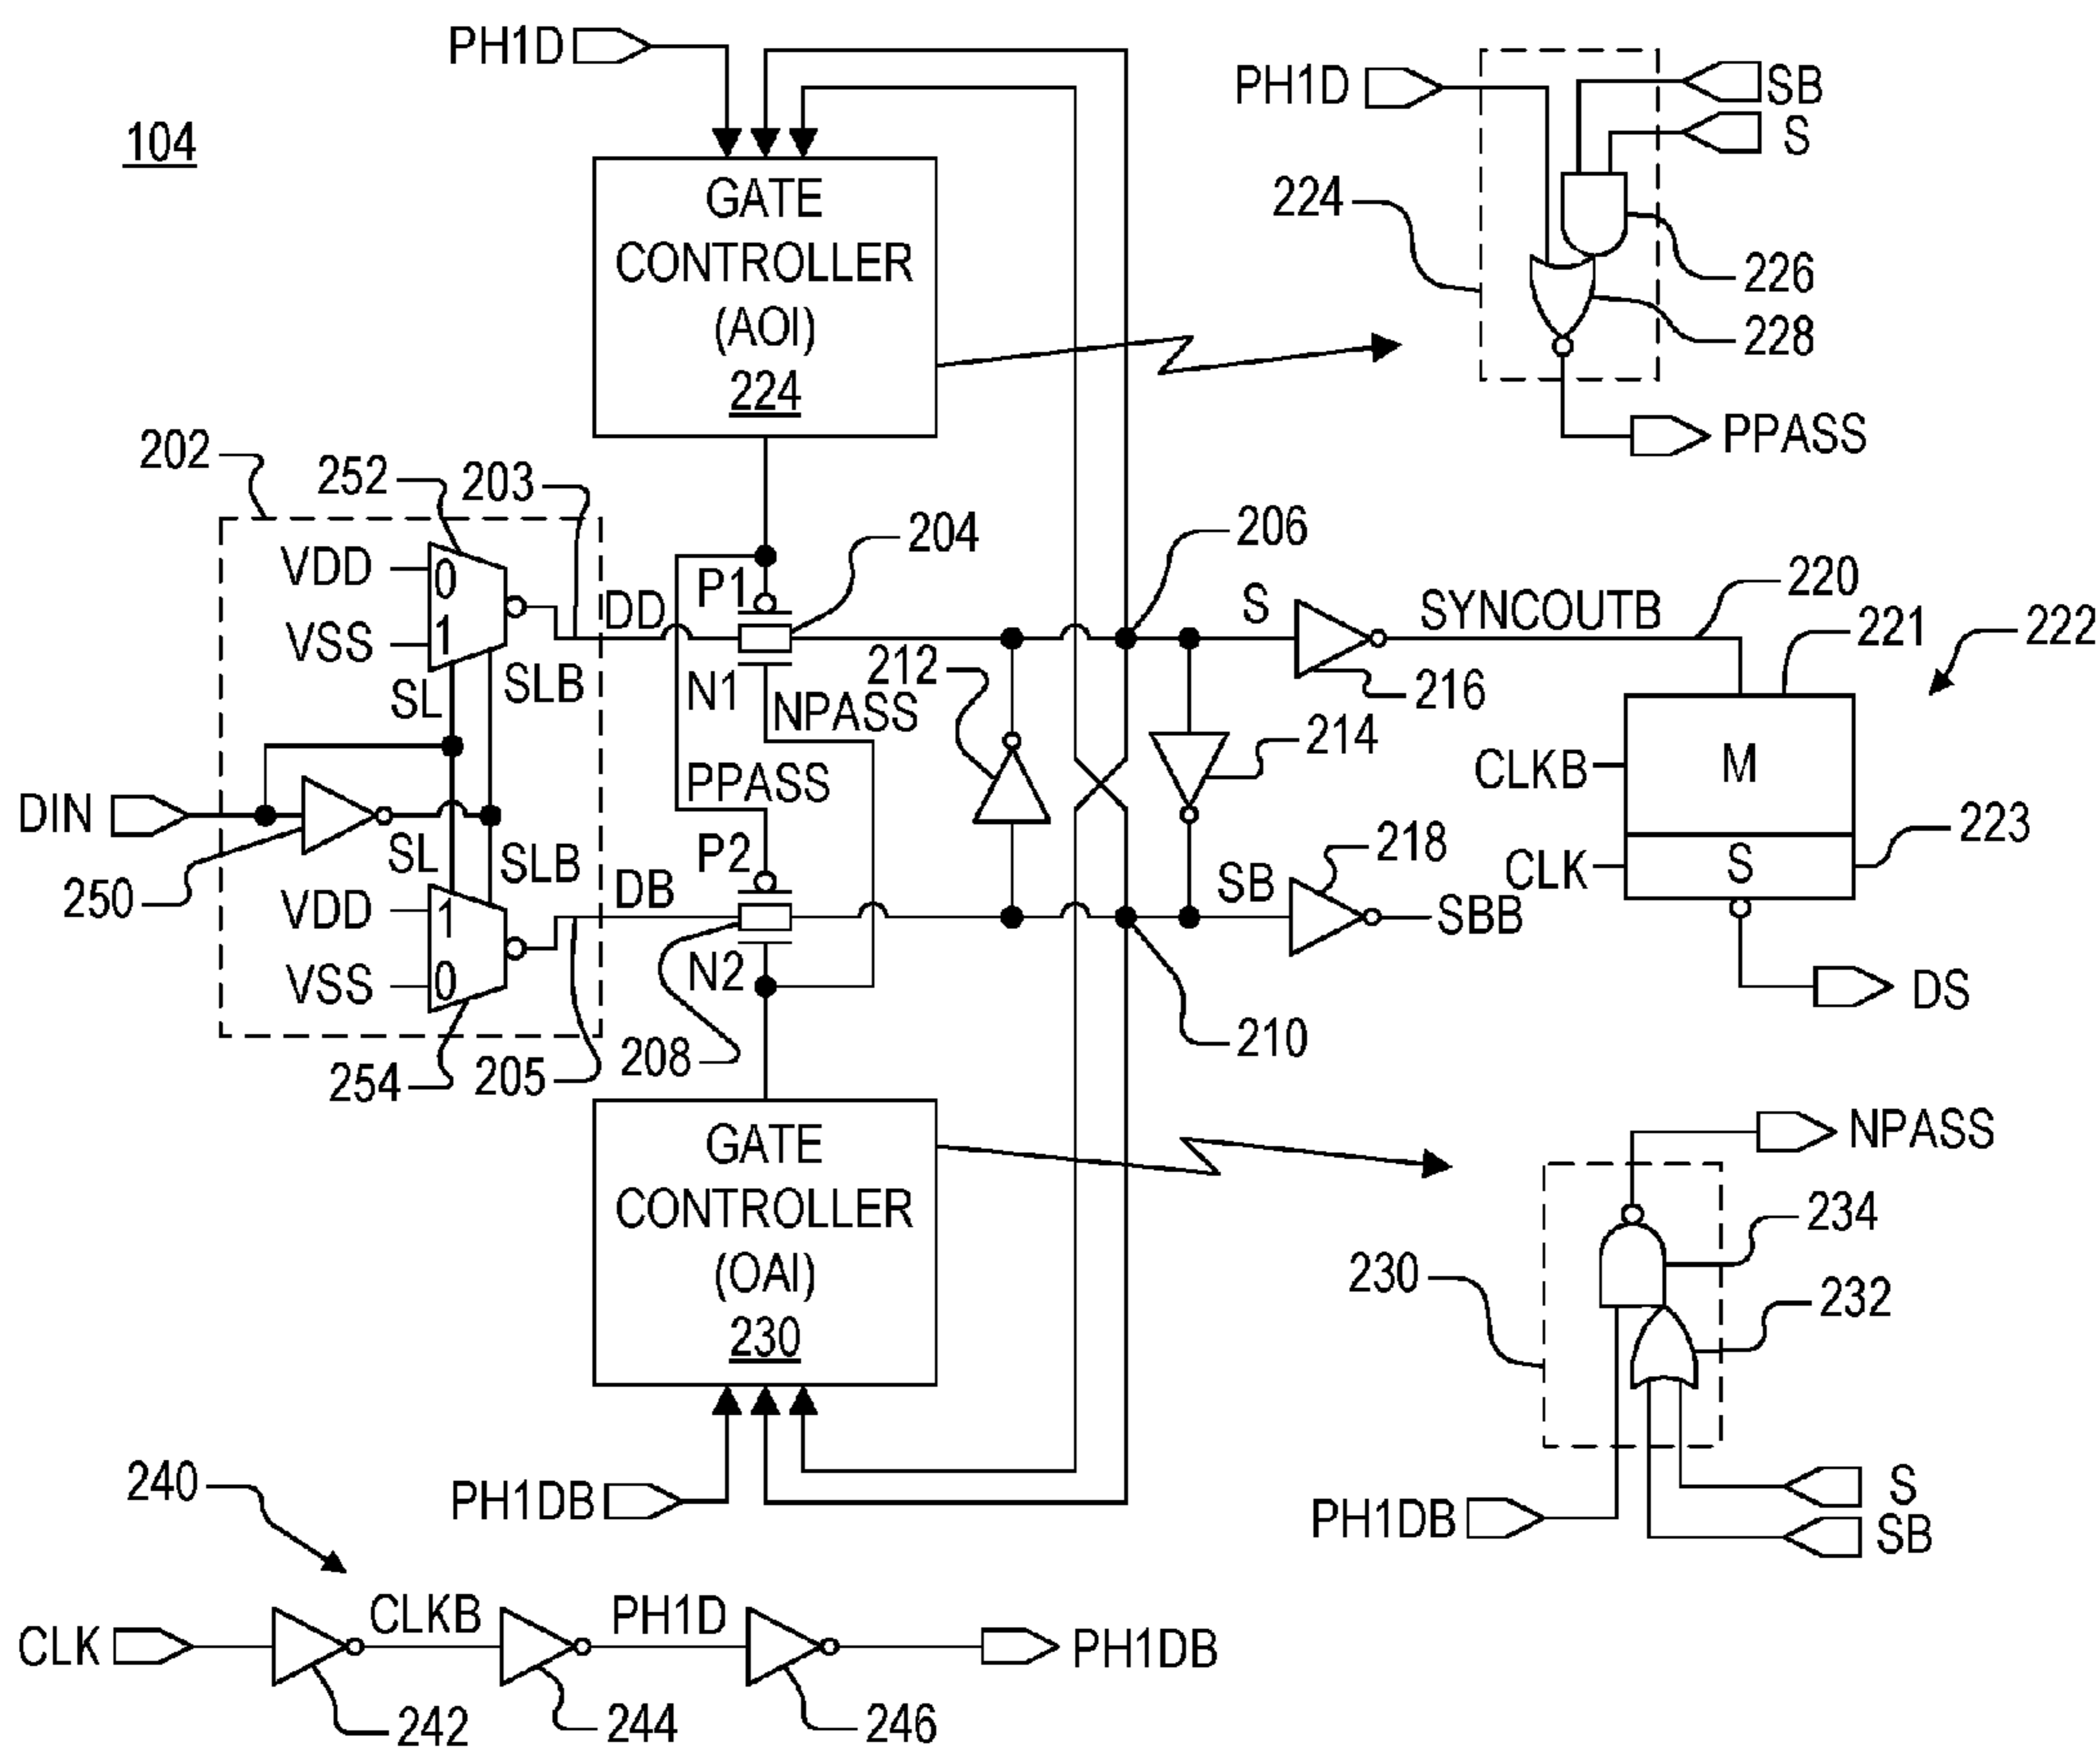 104
PH1D
GATE
CONTROLLER
(AOI)
224
PH1D
SB
S
224
226
228
PPASS
202
252
203
204
206
VDD
0
VSS
1
SL
SLB
DD
P1
N1
NPASS
PPASS
212
214
S
216
SYNCOUTB
220
221
222
CLKB
M
CLK
S
223
DS
DIN
250
SL
SLB
VDD
1
VSS
0
254
205
DB
P2
N2
208
SB
218
SBB
210
GATE
CONTROLLER
(OAI)
230
PH1DB
NPASS
234
232
230
PH1DB
S
SB
240
CLK
CLKB
PH1D
PH1DB
242
244
246